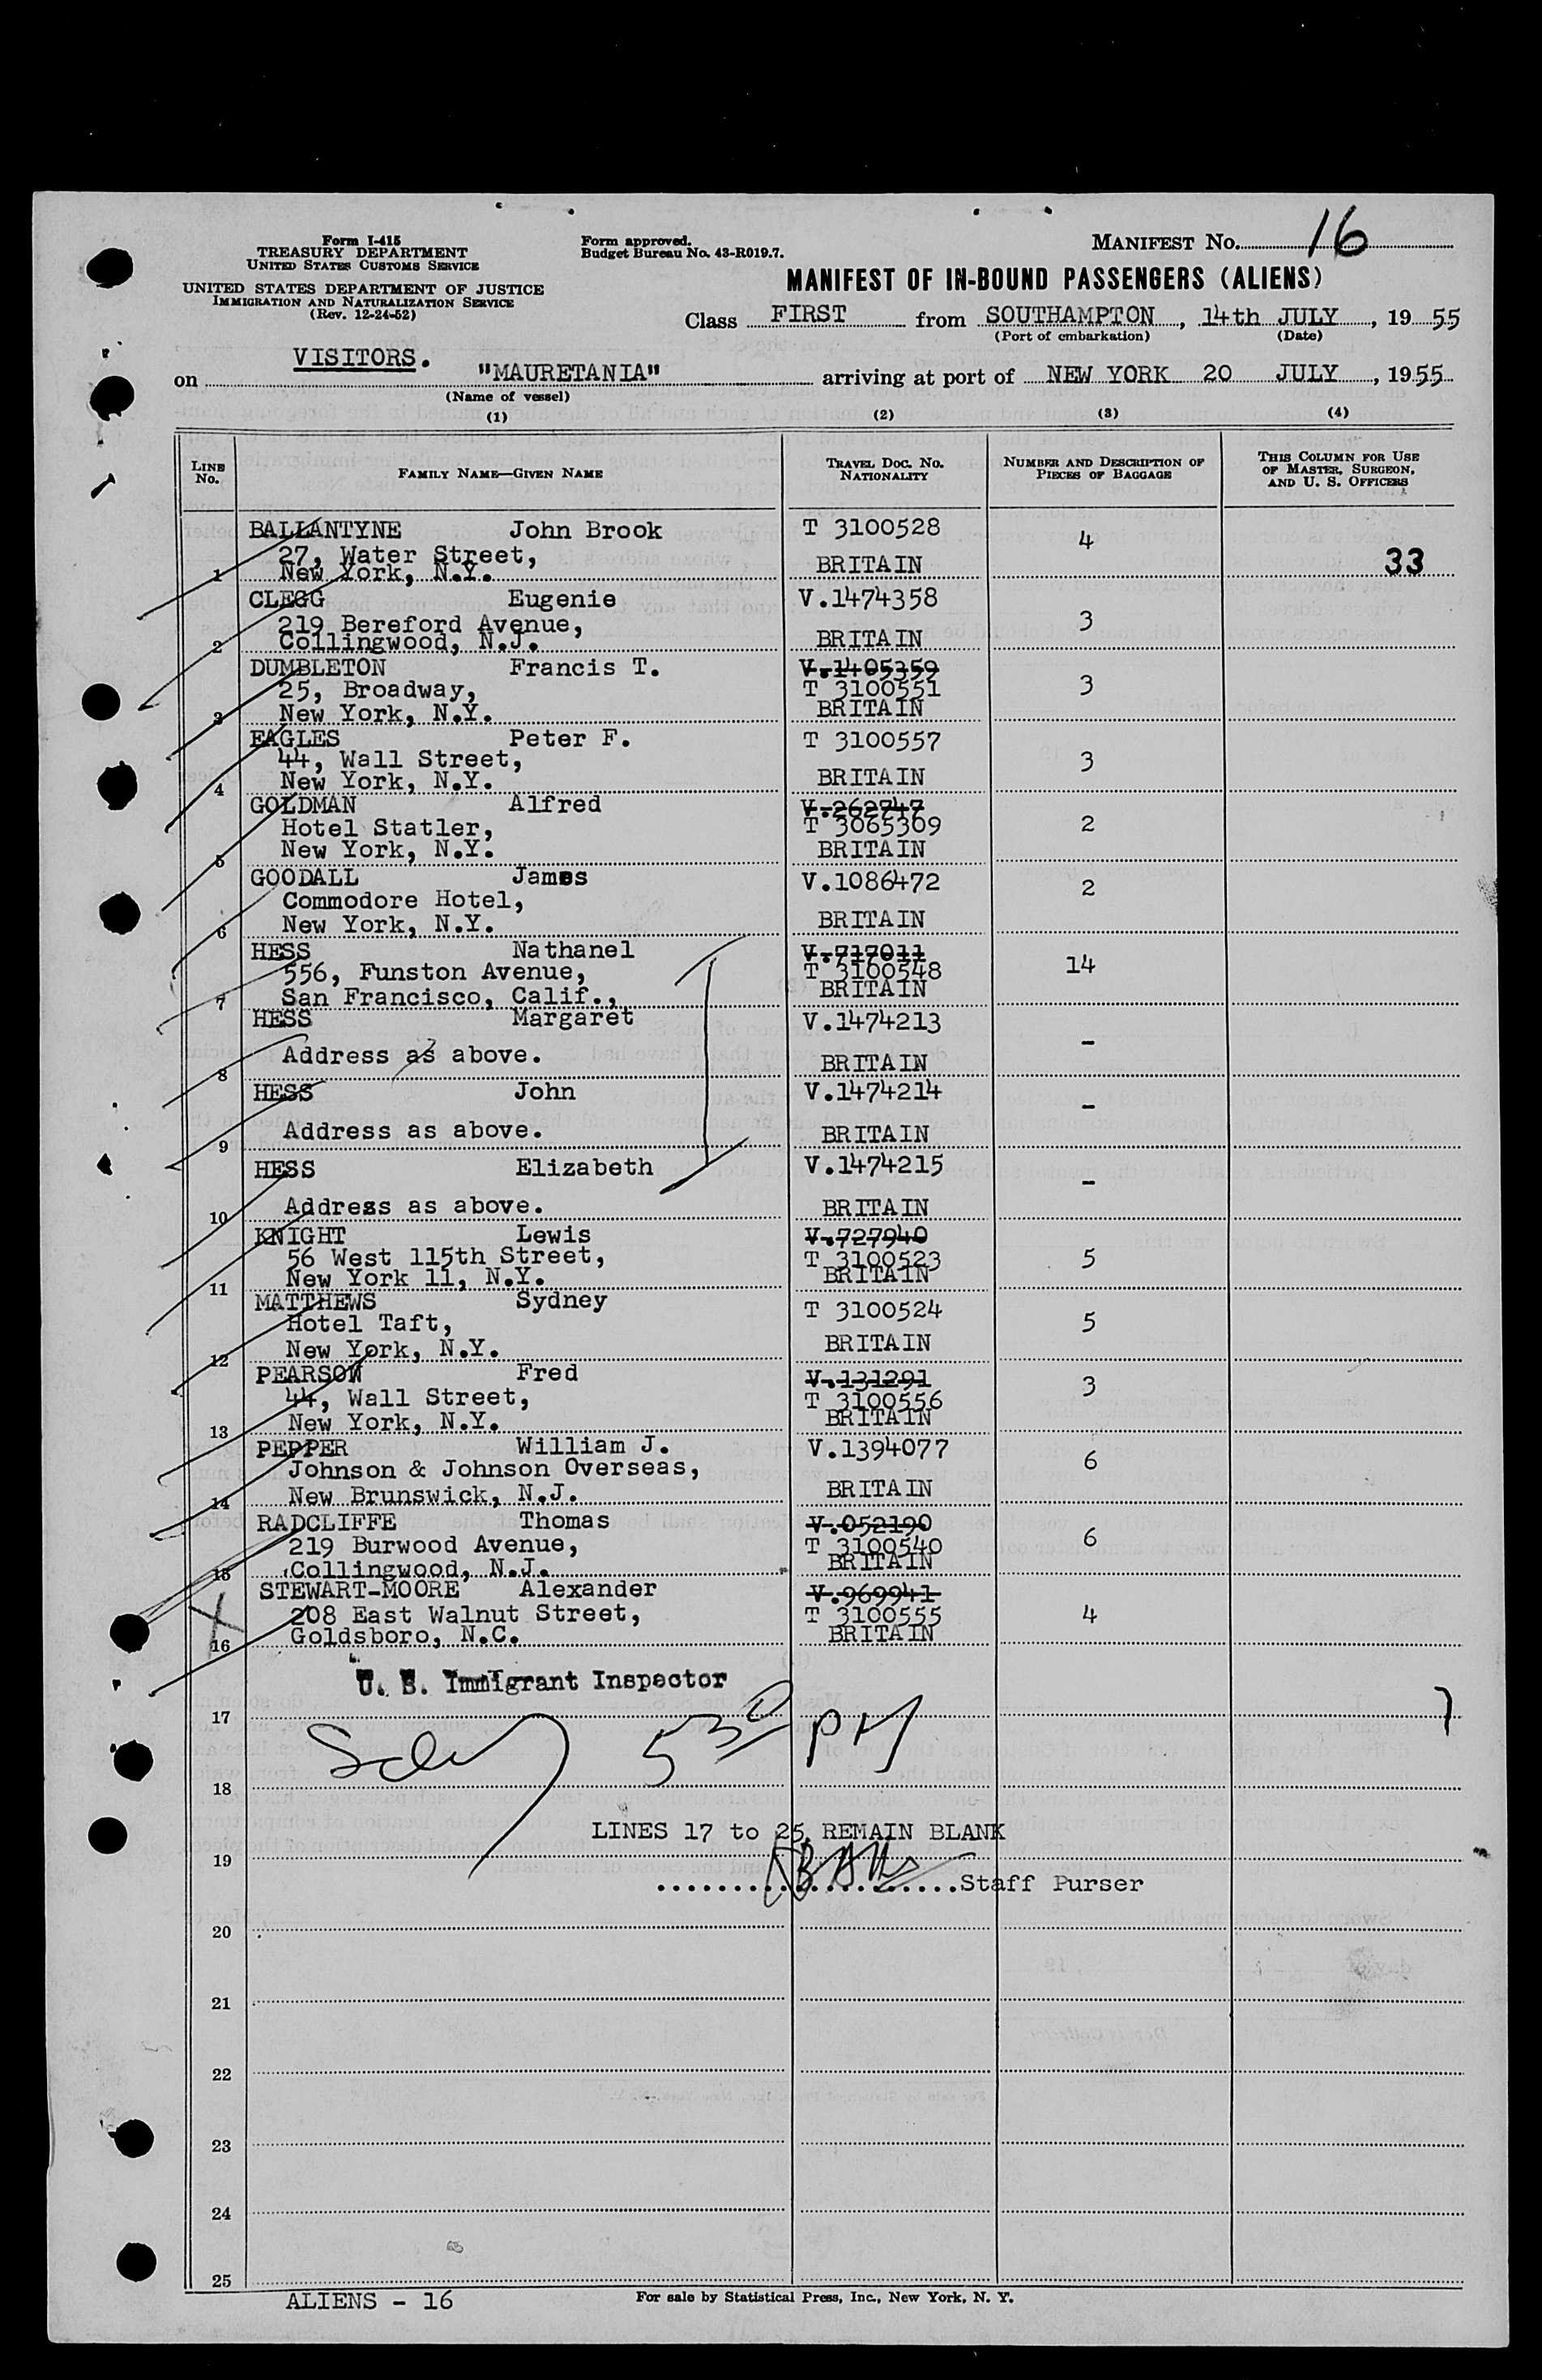 Form I-415
TREASURY DEPARTMENT
UNITED STATES CUSTOMS SERVICE
UNITED STATES DEPARTMENT OF JUSTICE
IMMIGRATION AND NATURALIZATION SERVICE
(Rev. 12-24-52)
Form approved.
Budget Bureau No. 43-R019.7.
MANIFEST NO. 16
MANIFEST OF IN-BOUND PASSENGERS (ALIENS)
Class FIRST from SOUTHAMPTON, 14th JULY, 1955
(Port of embarkation) (Date)
VISITORS.
on "MAURETANIA" arriving at port of NEW YORK 20 JULY, 1955
(Name of vessel)
(1) (2) (3) (4)
LINE NO. FAMILY NAME—GIVEN NAME TRAVEL DOC. NO. NATIONALITY NUMBER AND DESCRIPTION OF PIECES OF BAGGAGE THIS COLUMN FOR USE OF MASTER, SURGEON, AND U. S. OFFICERS
BALLANTYNE John Brook T 3100528 4
27, Water Street,
1 New York, N.Y. BRITAIN 33
CLEGG Eugenie V.1474358 3
219 Bereford Avenue,
2 Collingwood, N.J. BRITAIN
DUMBLETON Francis T. V.1405359
25, Broadway, T 3100551 3
3 New York, N.Y. BRITAIN
EAGLES Peter F. T 3100557
44, Wall Street, 3
4 New York, N.Y. BRITAIN
GOLDMAN Alfred V.262747
Hotel Statler, T 3065369 2
5 New York, N.Y. BRITAIN
GOODALL James V.1086472 2
Commodore Hotel,
6 New York, N.Y. BRITAIN
HESS Nathanel V.717011
556, Funston Avenue, T 3100548 14
7 San Francisco, Calif., BRITAIN
HESS Margaret V.1474213 -
8 Address as above. BRITAIN
HESS John V.1474214 -
9 Address as above. BRITAIN
HESS Elizabeth V.1474215 -
10 Address as above. BRITAIN
KNIGHT Lewis V.727940
56 West 115th Street, T 3100523 5
11 New York 11, N.Y. BRITAIN
MATTHEWS Sydney T 3100524 5
Hotel Taft,
12 New York, N.Y. BRITAIN
PEARSON Fred V.131291 3
44, Wall Street, T 3100556
13 New York, N.Y. BRITAIN
PEPPER William J. V.1394077 6
Johnson & Johnson Overseas,
14 New Brunswick, N.J. BRITAIN
RADCLIFFE Thomas V.052190
219 Burwood Avenue, T 3100540 6
15 Collingwood, N.J. BRITAIN
STEWART-MOORE Alexander V.969941
208 East Walnut Street, T 3100555 4
16 Goldsboro, N.C. BRITAIN
U. S. Immigrant Inspector
17
530 PM
18
LINES 17 to 25, REMAIN BLANK
19
Staff Purser
20
21
22
23
24
25
ALIENS - 16
For sale by Statistical Press, Inc., New York, N. Y.